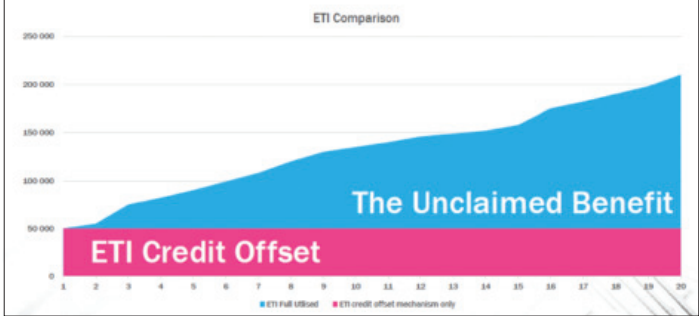 ETI Comparison
250 000
200 000
150 000
100 000
50 000
0
The Unclaimed Benefit
ETI Credit Offset
1 2 3 4 5 6 7 8 9 10 11 12 13 14 15 16 17 18 19 20
ETI Full Utilised ETI credit offset mechanism only